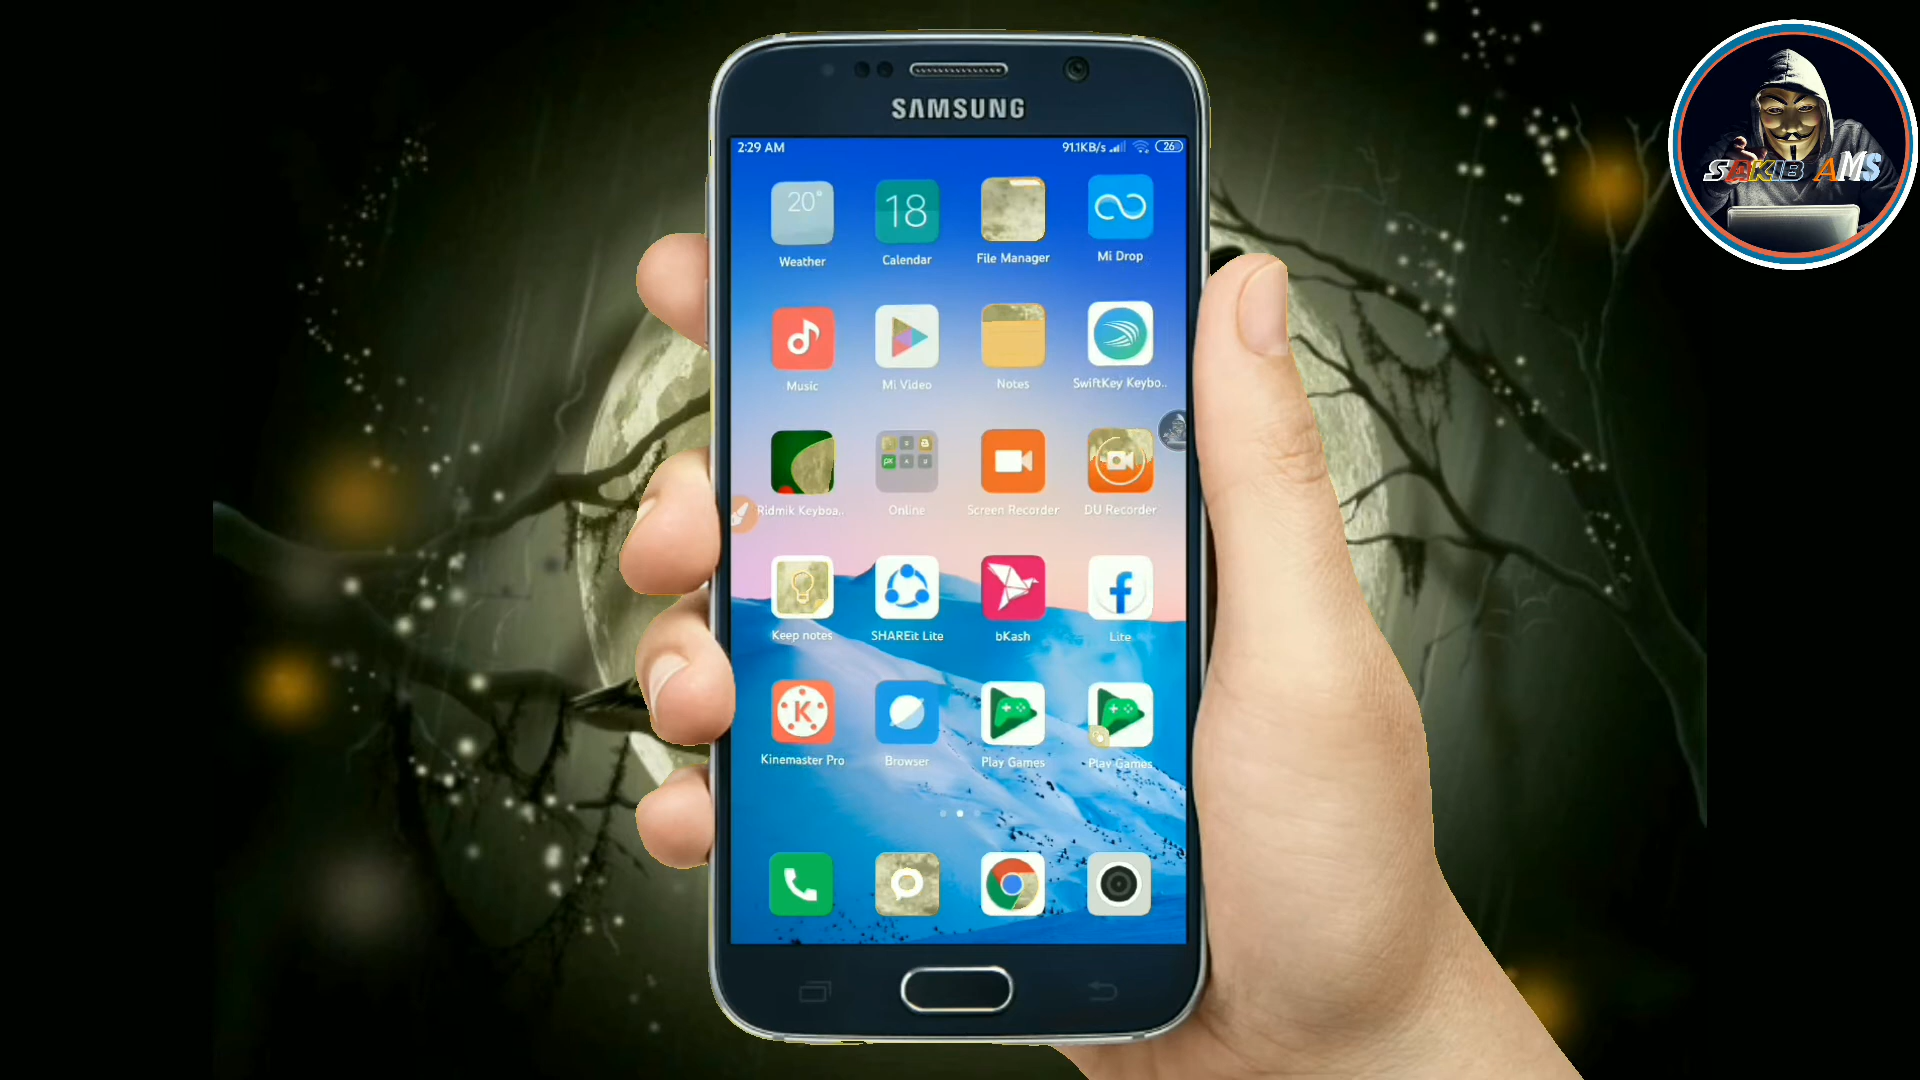 SAMSUNG
2:29 AM
91.1KB/s
26
20°
18
Weather
Calendar
File Manager
Mi Drop
Music
Mi Video
Notes
SwiftKey Keybo..
Ridmik Keyboa..
Online
Screen Recorder
DU Recorder
Keep notes
SHAREit Lite
bKash
Lite
K
Kinemaster Pro
Browser
Play Games
Play Games
SAKIB AMS